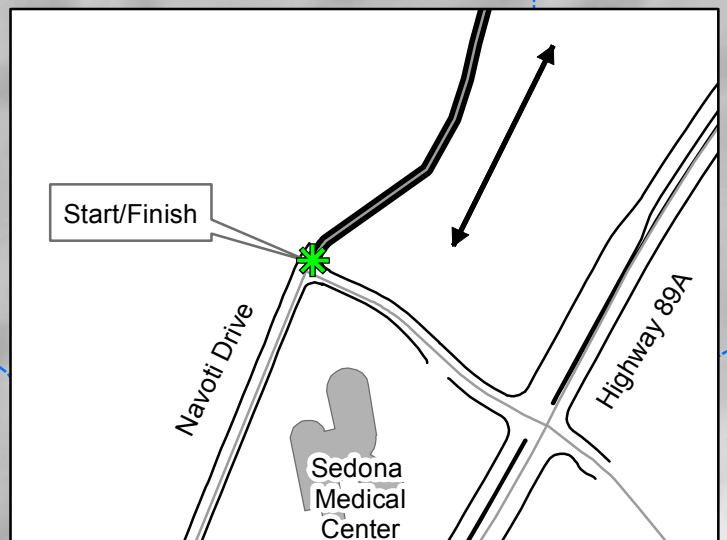 Start/Finish
Navoti Drive
Highway 89A
Sedona
Medical
Center